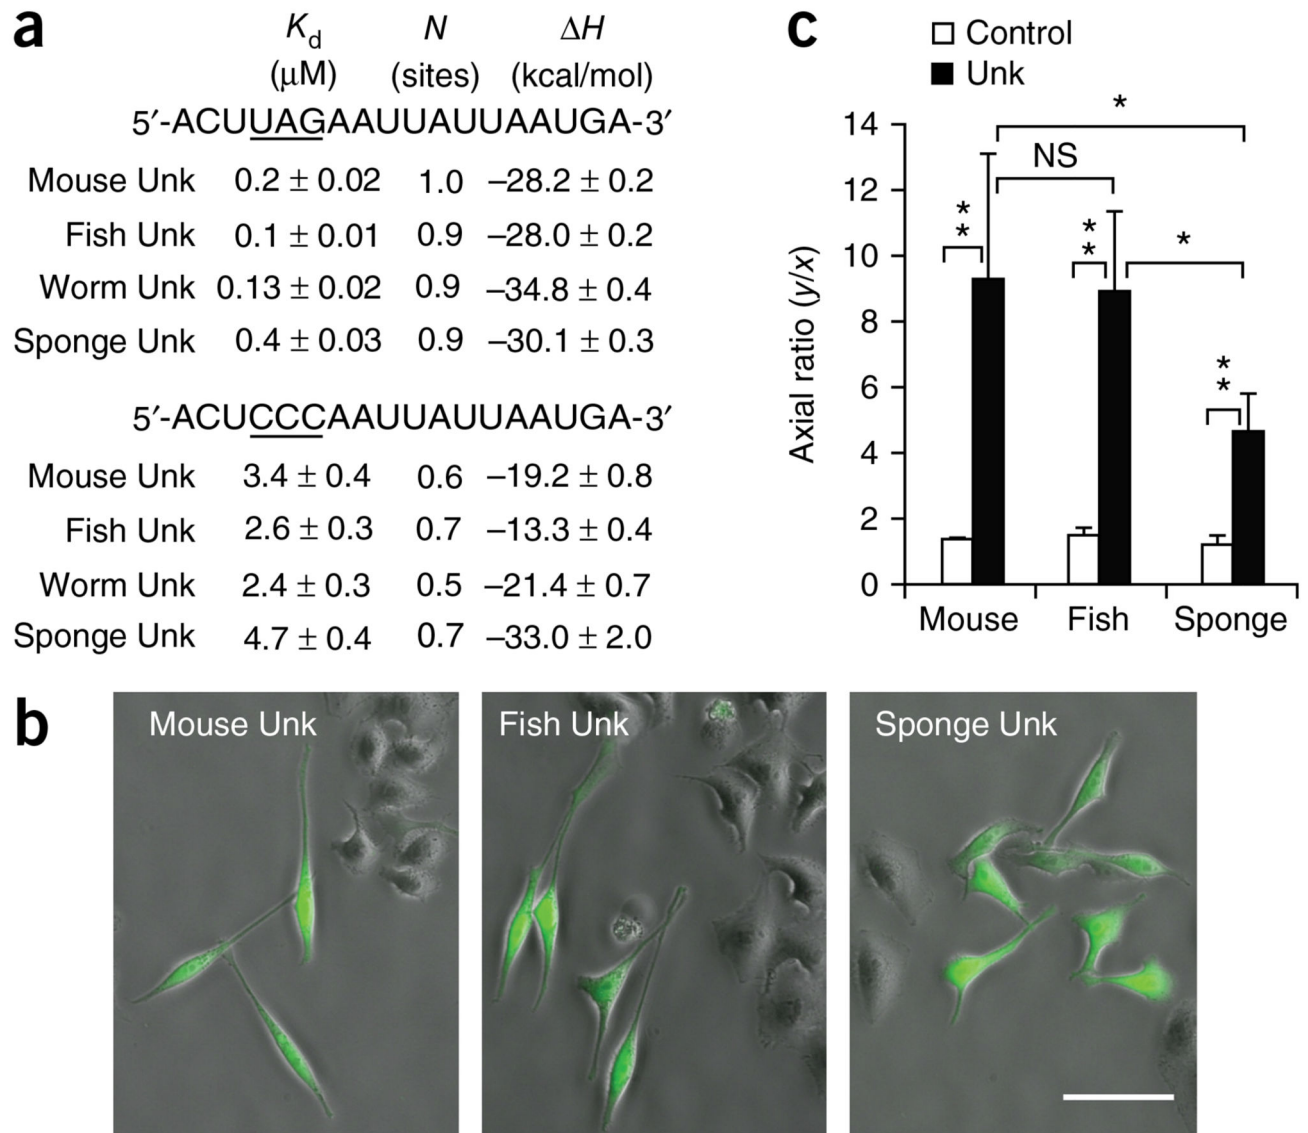 a
Kd N ΔH
(μM) (sites) (kcal/mol)
5′-ACUUAGAAUUAUUAAUGA-3′
Mouse Unk 0.2 ± 0.02 1.0 –28.2 ± 0.2
Fish Unk 0.1 ± 0.01 0.9 –28.0 ± 0.2
Worm Unk 0.13 ± 0.02 0.9 –34.8 ± 0.4
Sponge Unk 0.4 ± 0.03 0.9 –30.1 ± 0.3
5′-ACUCCCAAUUAUUAAUGA-3′
Mouse Unk 3.4 ± 0.4 0.6 –19.2 ± 0.8
Fish Unk 2.6 ± 0.3 0.7 –13.3 ± 0.4
Worm Unk 2.4 ± 0.3 0.5 –21.4 ± 0.7
Sponge Unk 4.7 ± 0.4 0.7 –33.0 ± 2.0
c
Control
Unk
Axial ratio (y/x)
14
12
10
8
6
4
2
0
*
NS
**
**
*
**
Mouse Fish Sponge
b
Mouse Unk Fish Unk Sponge Unk